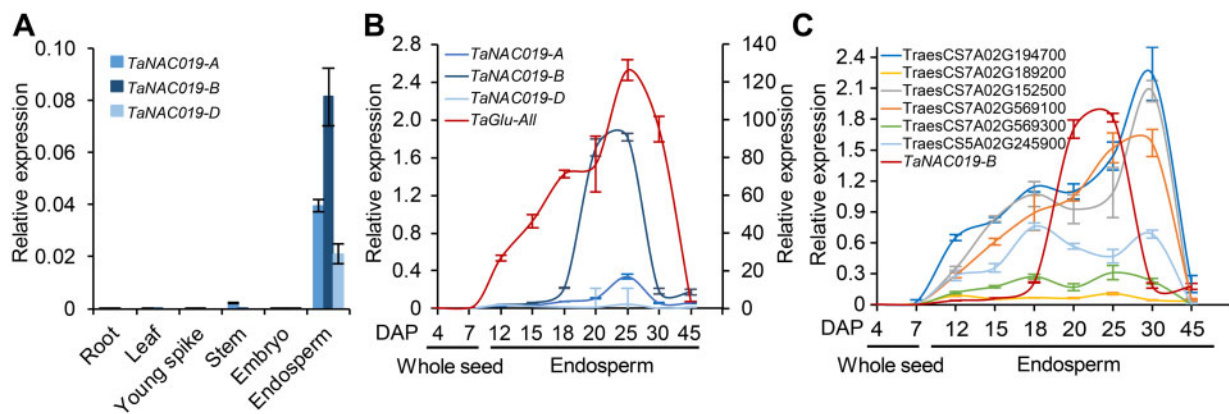 A
Relative expression
0.10
0.08
0.06
0.04
0.02
0
TaNAC019-A
TaNAC019-B
TaNAC019-D
Root
Leaf
Young spike
Stem
Embryo
Endosperm
B
Relative expression
2.8
2.4
2.0
1.6
1.2
0.8
0.4
0
TaNAC019-A
TaNAC019-B
TaNAC019-D
TaGlu-All
140
120
100
80
60
40
20
0
Relative expression
DAP 4 7 12 15 18 20 25 30 45
Whole seed Endosperm
C
Relative expression
2.4
2.1
1.8
1.5
1.2
0.9
0.6
0.3
0.0
TraesCS7A02G194700
TraesCS7A02G189200
TraesCS7A02G152500
TraesCS7A02G569100
TraesCS7A02G569300
TraesCS5A02G245900
TaNAC019-B
DAP 4 7 12 15 18 20 25 30 45
Whole seed Endosperm